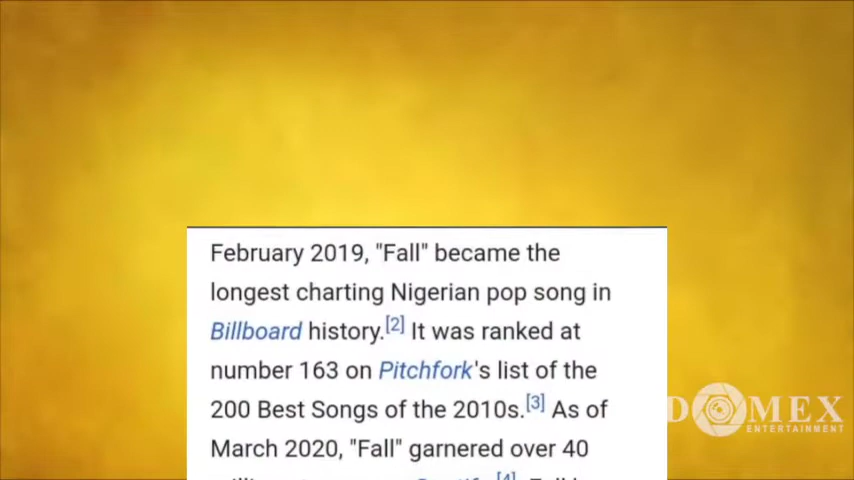 February 2019, "Fall" became the
longest charting Nigerian pop song in
Billboard history.[2] It was ranked at
number 163 on Pitchfork's list of the
200 Best Songs of the 2010s.[3] As of
March 2020, "Fall" garnered over 40
[4]
DOMEX
ENTERTAINMENT